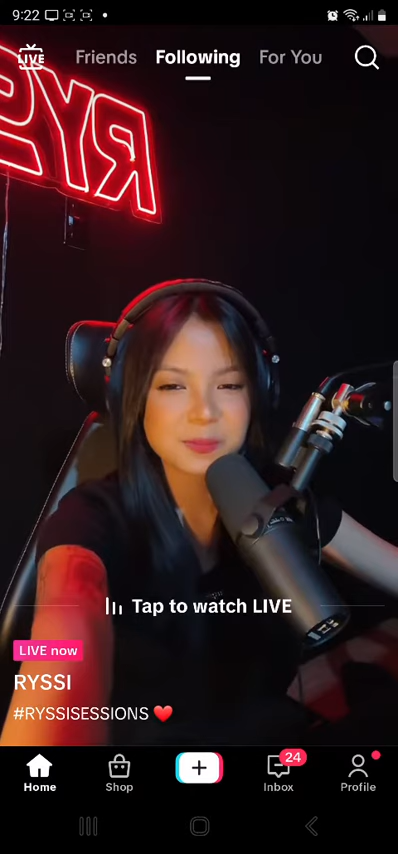 9:22
LIVE Friends Following For You
RYS
Tap to watch LIVE
LIVE now
RYSSI
#RYSSISESSIONS ❤️
24
Home Shop Inbox Profile